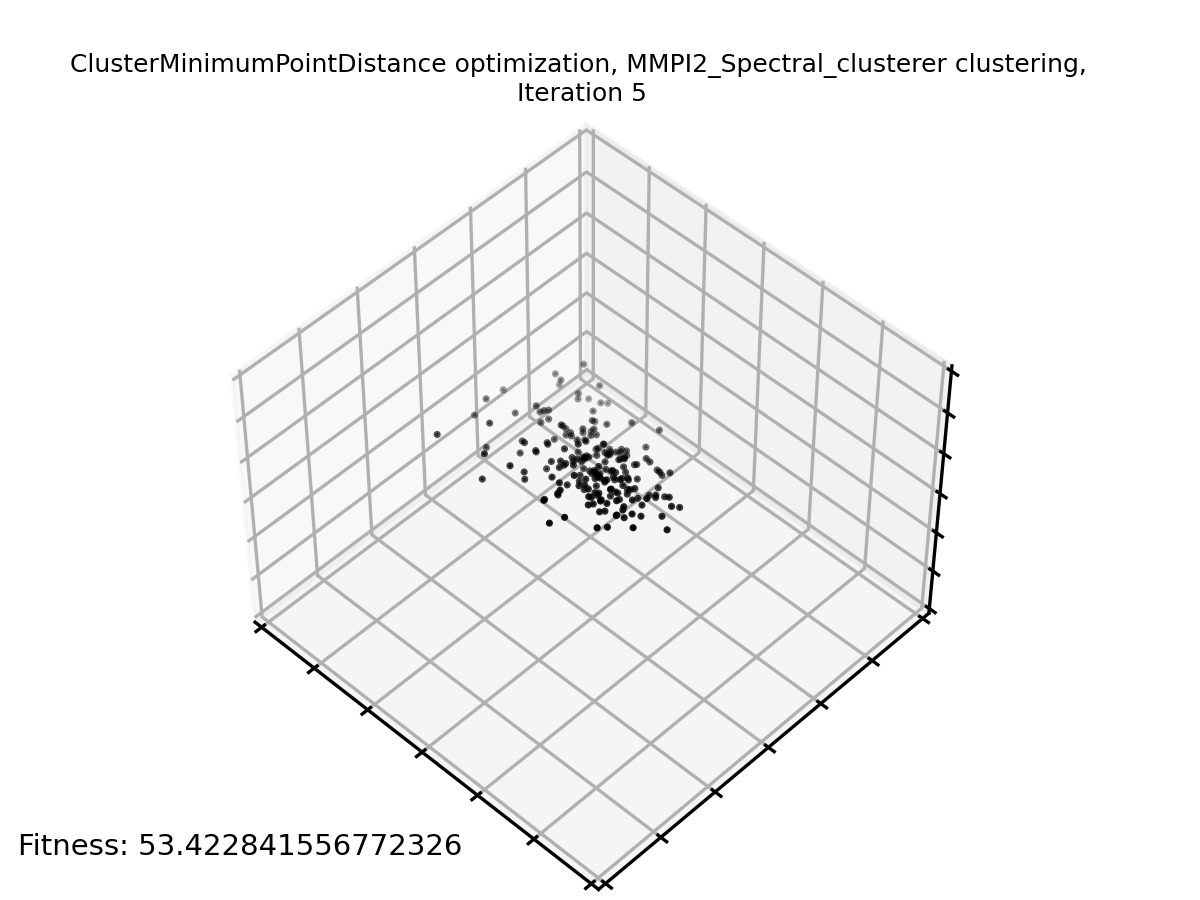 ClusterMinimumPointDistance optimization, MMPI2_Spectral_clusterer clustering,
Iteration 5
Fitness: 53.422841556772326